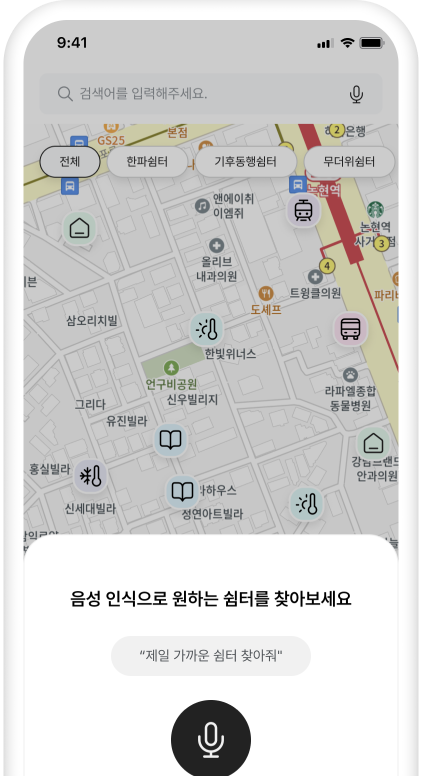 9:41
검색어를 입력해주세요.
GS25
본점
2
은행
전체
한파쉼터
기후동행쉼터
무더위쉼터
논현역
앤에이취
이엠쥐
논현역
사거
점
3
올리브
내과의원
4
트윙클의원
도세프
파리
삼오리치빌
한빛위너스
언구비공원
신우빌리지
라파엘종합
동물병원
그리다
유진빌라
홍실빌라
강남브랜드
안과의원
하우스
신세대빌라
성연아트빌라
음성 인식으로 원하는 쉼터를 찾아보세요
“제일 가까운 쉼터 찾아줘"